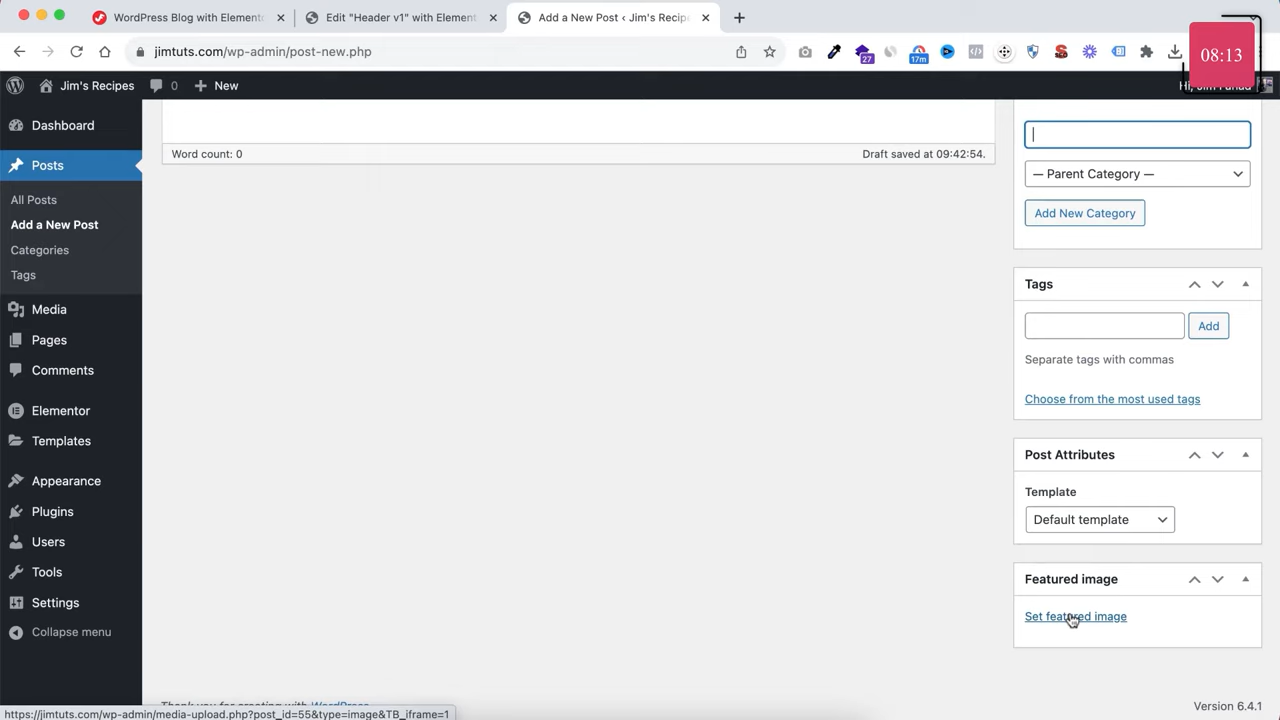 WordPress Blog with Elemento
Edit "Header v1" with Element
Add a New Post ‹ Jim's Recipe
jimtuts.com/wp-admin/post-new.php
27
17m
08:13
Jim's Recipes
0
New
Dashboard
Posts
All Posts
Add a New Post
Categories
Tags
Media
Pages
Comments
Elementor
Templates
Appearance
Plugins
Users
Tools
Settings
Collapse menu
Word count: 0
Draft saved at 09:42:54.
— Parent Category —
Add New Category
Tags
Add
Separate tags with commas
Choose from the most used tags
Post Attributes
Template
Default template
Featured image
Set featured image
Version 6.4.1
https://jimtuts.com/wp-admin/media-upload.php?post_id=55&type=image&TB_iframe=1